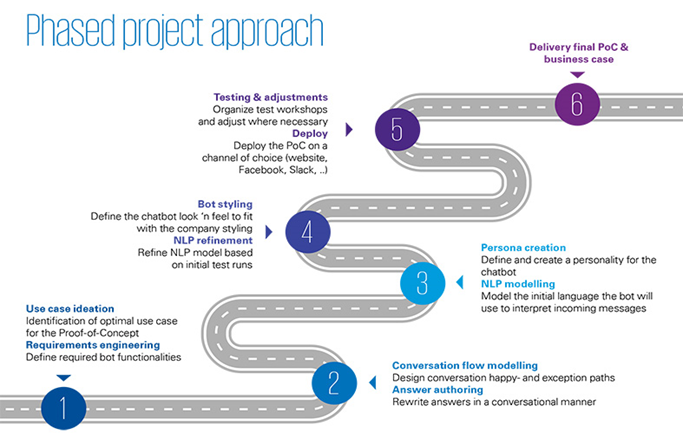 Phased project approach
Delivery final PoC &
business case
6
Testing & adjustments
Organize test workshops
and adjust where necessary
Deploy
Deploy the PoC on a
channel of choice (website,
Facebook, Slack, ..)
5
Bot styling
Define the chatbot look ‘n feel to fit
with the company styling
NLP refinement
Refine NLP model based
on initial test runs
4
Persona creation
Define and create a personality for the
chatbot
NLP modelling
Model the initial language the bot will
use to interpret incoming messages
3
Use case ideation
Identification of optimal use case
for the Proof-of-Concept
Requirements engineering
Define required bot functionalities
1
Conversation flow modelling
Design conversation happy- and exception paths
Answer authoring
Rewrite answers in a conversational manner
2